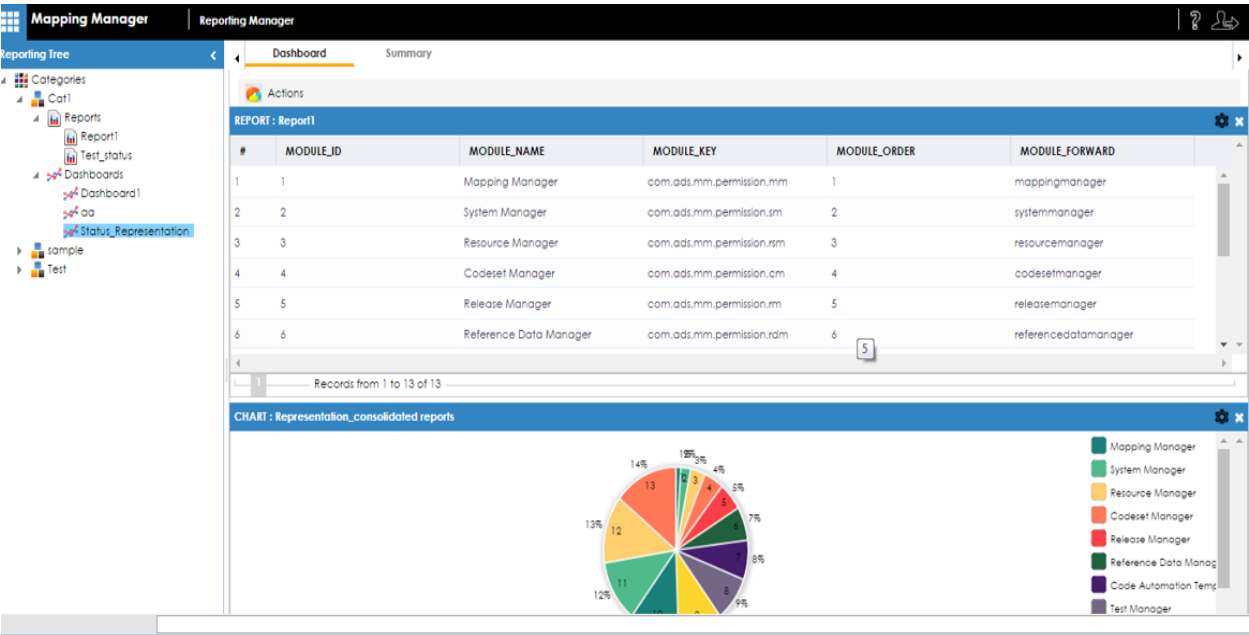 Mapping Manager Reporting Manager ?
Reporting Tree
Dashboard Summary
Categories
Cat1
Reports
Report1
Test_status
Dashboards
Dashboard1
aa
Status_Representation
sample
Test
Actions
REPORT : Report1
# MODULE_ID MODULE_NAME MODULE_KEY MODULE_ORDER MODULE_FORWARD
1 1 Mapping Manager com.ads.mm.permission.mm 1 mappingmanager
2 2 System Manager com.ads.mm.permission.sm 2 systemmanager
3 3 Resource Manager com.ads.mm.permission.rsm 3 resourcemanager
4 4 Codeset Manager com.ads.mm.permission.cm 4 codesetmanager
5 5 Release Manager com.ads.mm.permission.rm 5 releasemanager
6 6 Reference Data Manager com.ads.mm.permission.rdm 6 referencedatamanager
5
1 Records from 1 to 13 of 13
CHART : Representation_consolidated reports
14% 3% 4% 5% 7% 8% 9% 12% 13%
13 2 3 4 5 6 7 8 11 12
Mapping Manager
System Manager
Resource Manager
Codeset Manager
Release Manager
Reference Data Manag
Code Automation Temp
Test Manager